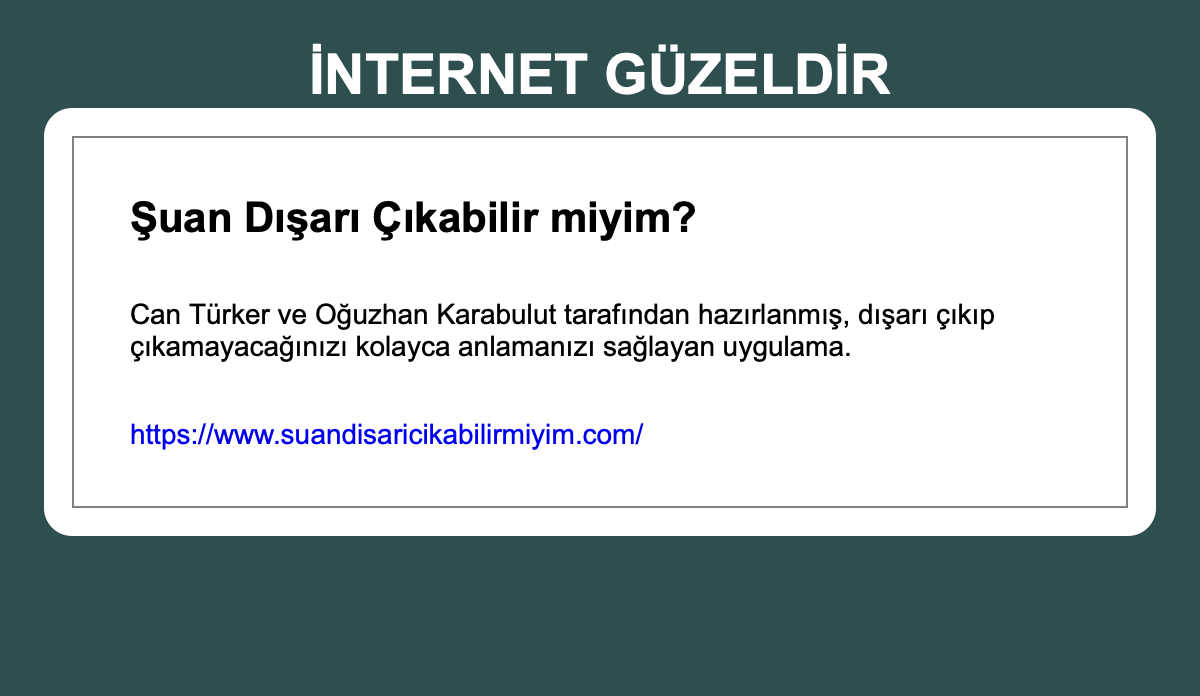 İNTERNET GÜZELDİR
Şuan Dışarı Çıkabilir miyim?
Can Türker ve Oğuzhan Karabulut tarafından hazırlanmış, dışarı çıkıp
çıkamayacağınızı kolayca anlamanızı sağlayan uygulama.
https://www.suandisaricikabilirmiyim.com/